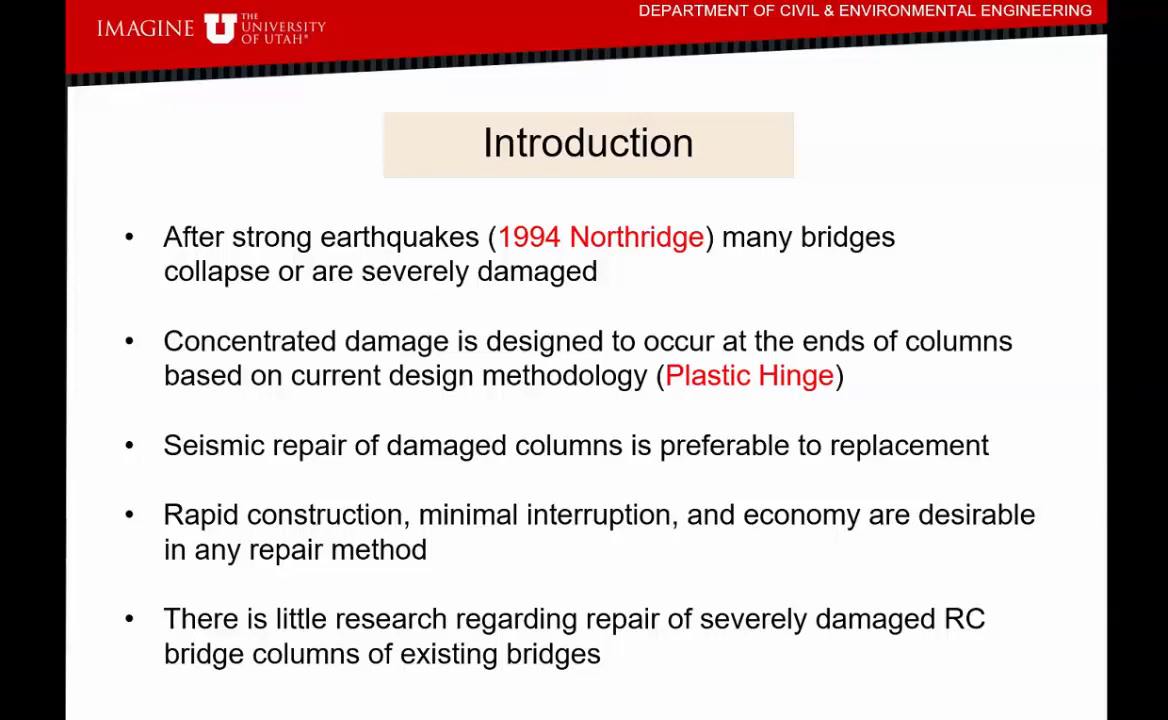 DEPARTMENT OF CIVIL & ENVIRONMENTAL ENGINEERING
IMAGINE U THE UNIVERSITY OF UTAH®
Introduction
• After strong earthquakes (1994 Northridge) many bridges
collapse or are severely damaged
• Concentrated damage is designed to occur at the ends of columns
based on current design methodology (Plastic Hinge)
• Seismic repair of damaged columns is preferable to replacement
• Rapid construction, minimal interruption, and economy are desirable
in any repair method
• There is little research regarding repair of severely damaged RC
bridge columns of existing bridges